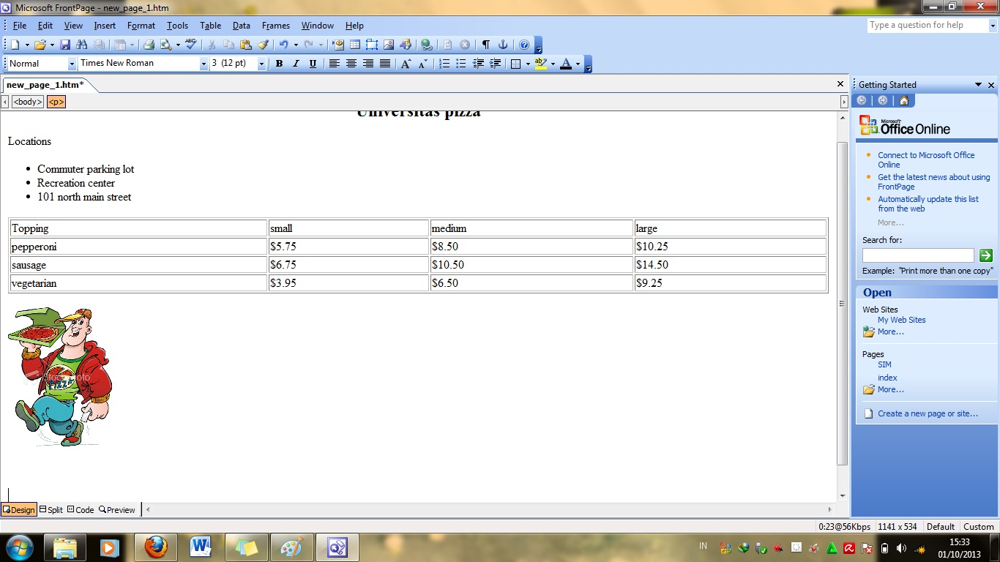 Microsoft FrontPage - new_page_1.htm
File Edit View Insert Format Tools Table Data Frames Window Help
Type a question for help
Normal Times New Roman 3 (12 pt) B I U A A A
new_page_1.htm*
<body> <p>
Universitas pizza
Locations
Commuter parking lot
Recreation center
101 north main street
Topping small medium large
pepperoni $5.75 $8.50 $10.25
sausage $6.75 $10.50 $14.50
vegetarian $3.95 $6.50 $9.25
PIZZA
Design Split Code Preview
Getting Started
Microsoft
Office Online
Connect to Microsoft Office
Online
Get the latest news about using
FrontPage
Automatically update this list
from the web
More...
Search for:
Example: "Print more than one copy"
Open
Web Sites
My Web Sites
More...
Pages
SIM
index
More...
Create a new page or site...
0:23@56Kbps 1141 x 534 Default Custom
IN
15:33
01/10/2013